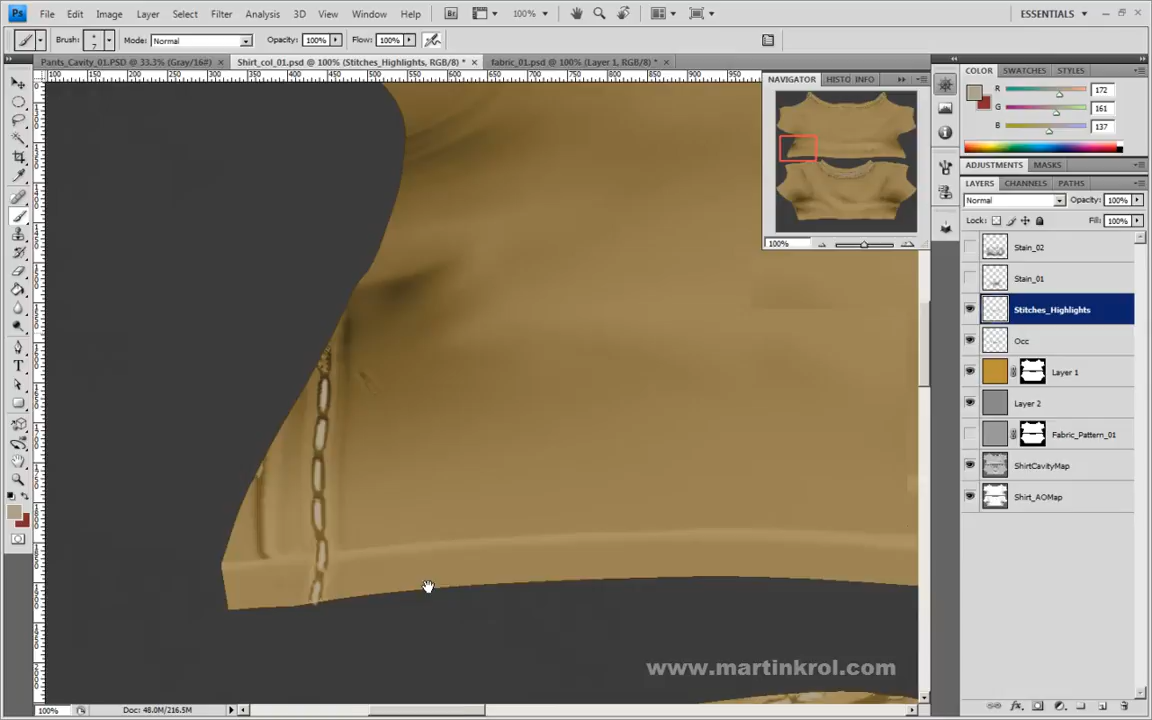 Ps File Edit Image Layer Select Filter Analysis 3D View Window Help Br 100% ESSENTIALS
Brush: 7 Mode: Normal Opacity: 100% Flow: 100%
Pants_Cavity_01.PSD @ 33.3% (Gray/16#) Shirt_col_01.psd @ 100% (Stitches_Highlights, RGB/8) * fabric_01.psd @ 100% (Layer 1, RGB/8) *
NAVIGATOR HISTO INFO
100%
COLOR SWATCHES STYLES
R 172
G 161
B 137
ADJUSTMENTS MASKS
LAYERS CHANNELS PATHS
Normal Opacity: 100%
Lock: Fill: 100%
Stain_02
Stain_01
Stitches_Highlights
Occ
Layer 1
Layer 2
Fabric_Pattern_01
ShirtCavityMap
Shirt_AOMap
www.martinkrol.com
100% Doc: 48.0M/216.5M